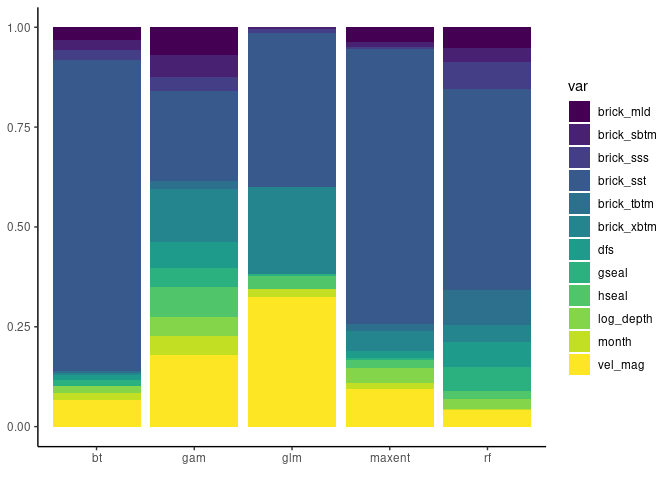 1.00
0.75
0.50
0.25
0.00
bt gam glm maxent rf
var
brick_mld
brick_sbtm
brick_sss
brick_sst
brick_tbtm
brick_xbtm
dfs
gseal
hseal
log_depth
month
vel_mag